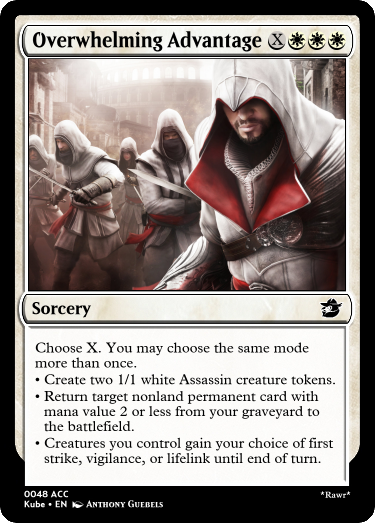 Overwhelming Advantage X
Sorcery
Choose X. You may choose the same mode
more than once.
• Create two 1/1 white Assassin creature tokens.
• Return target nonland permanent card with
mana value 2 or less from your graveyard to
the battlefield.
• Creatures you control gain your choice of first
strike, vigilance, or lifelink until end of turn.
0048 ACC
Kube • EN Anthony Guebels
*Rawr*